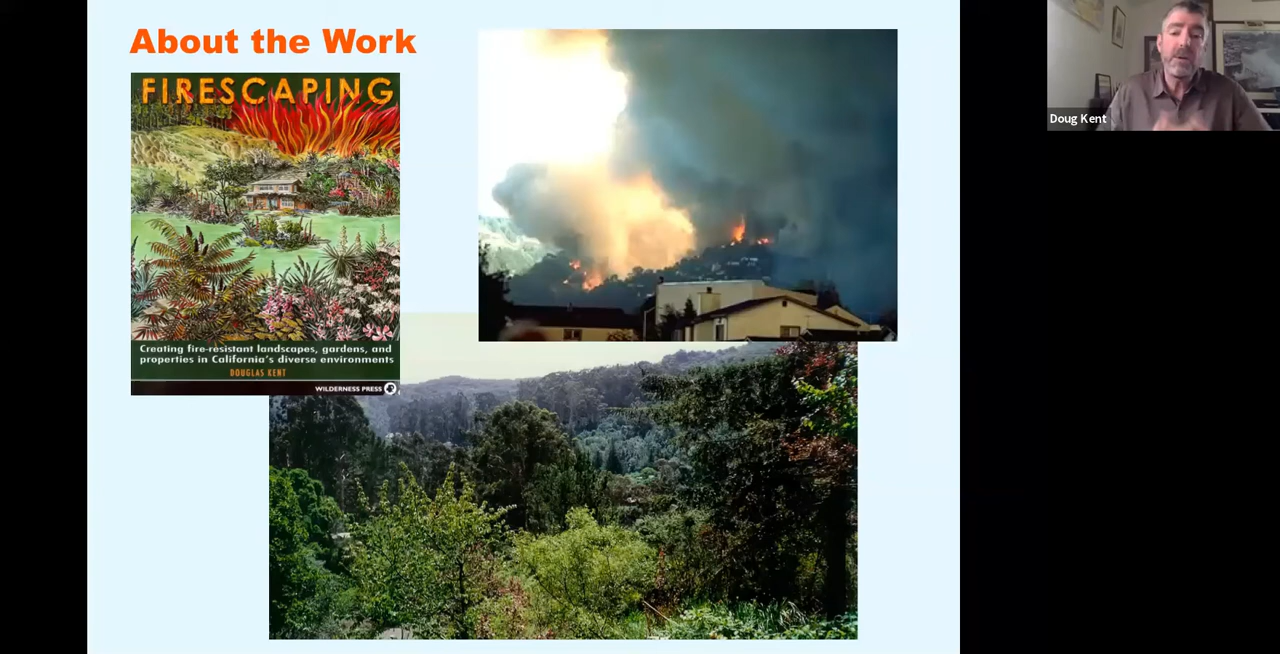 About the Work
FIRESCAPING
Creating fire-resistant landscapes, gardens, and
properties in California's diverse environments
DOUGLAS KENT
WILDERNESS PRESS
Doug Kent